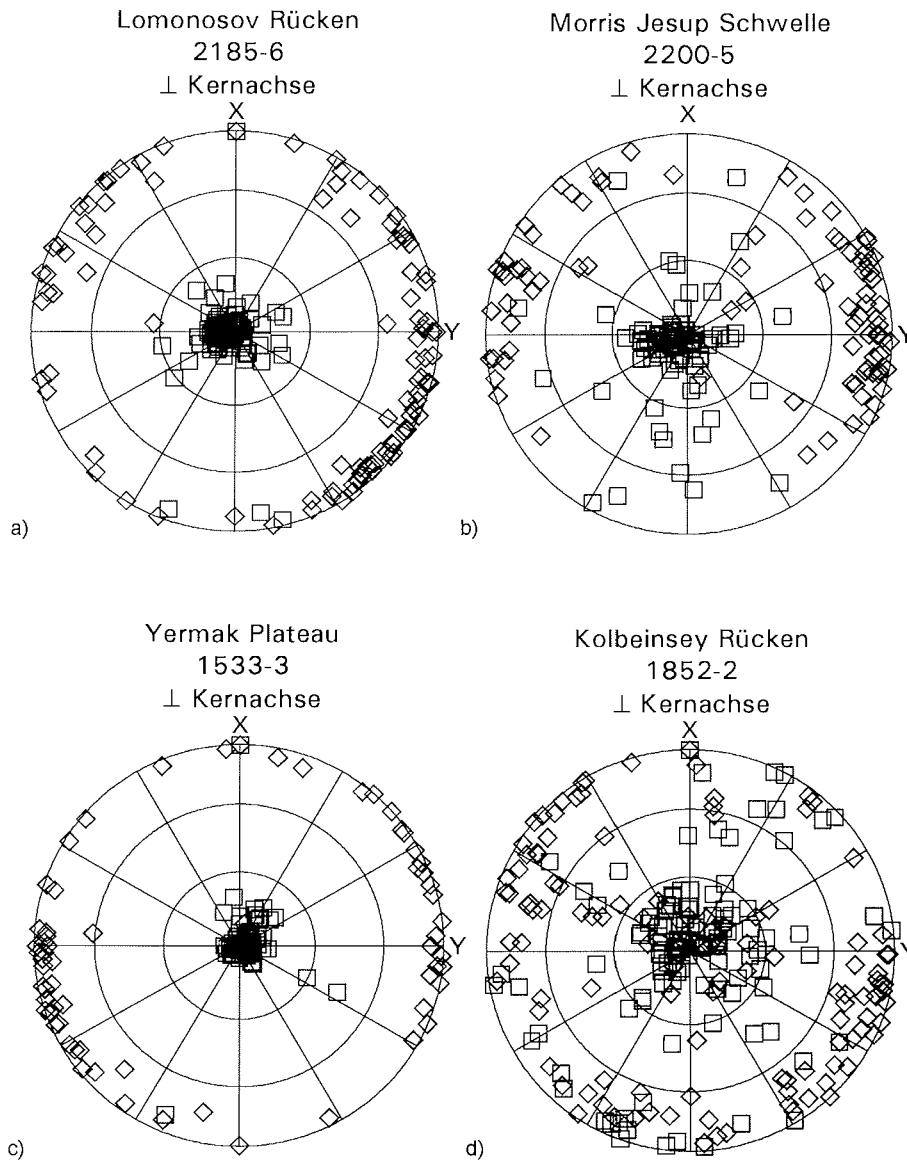 Lomonosov Rücken
2185-6
⊥ Kernachse
X
Y
a)
Morris Jesup Schwelle
2200-5
⊥ Kernachse
X
Y
b)
Yermak Plateau
1533-3
⊥ Kernachse
X
Y
c)
Kolbeinsey Rücken
1852-2
⊥ Kernachse
X
Y
d)